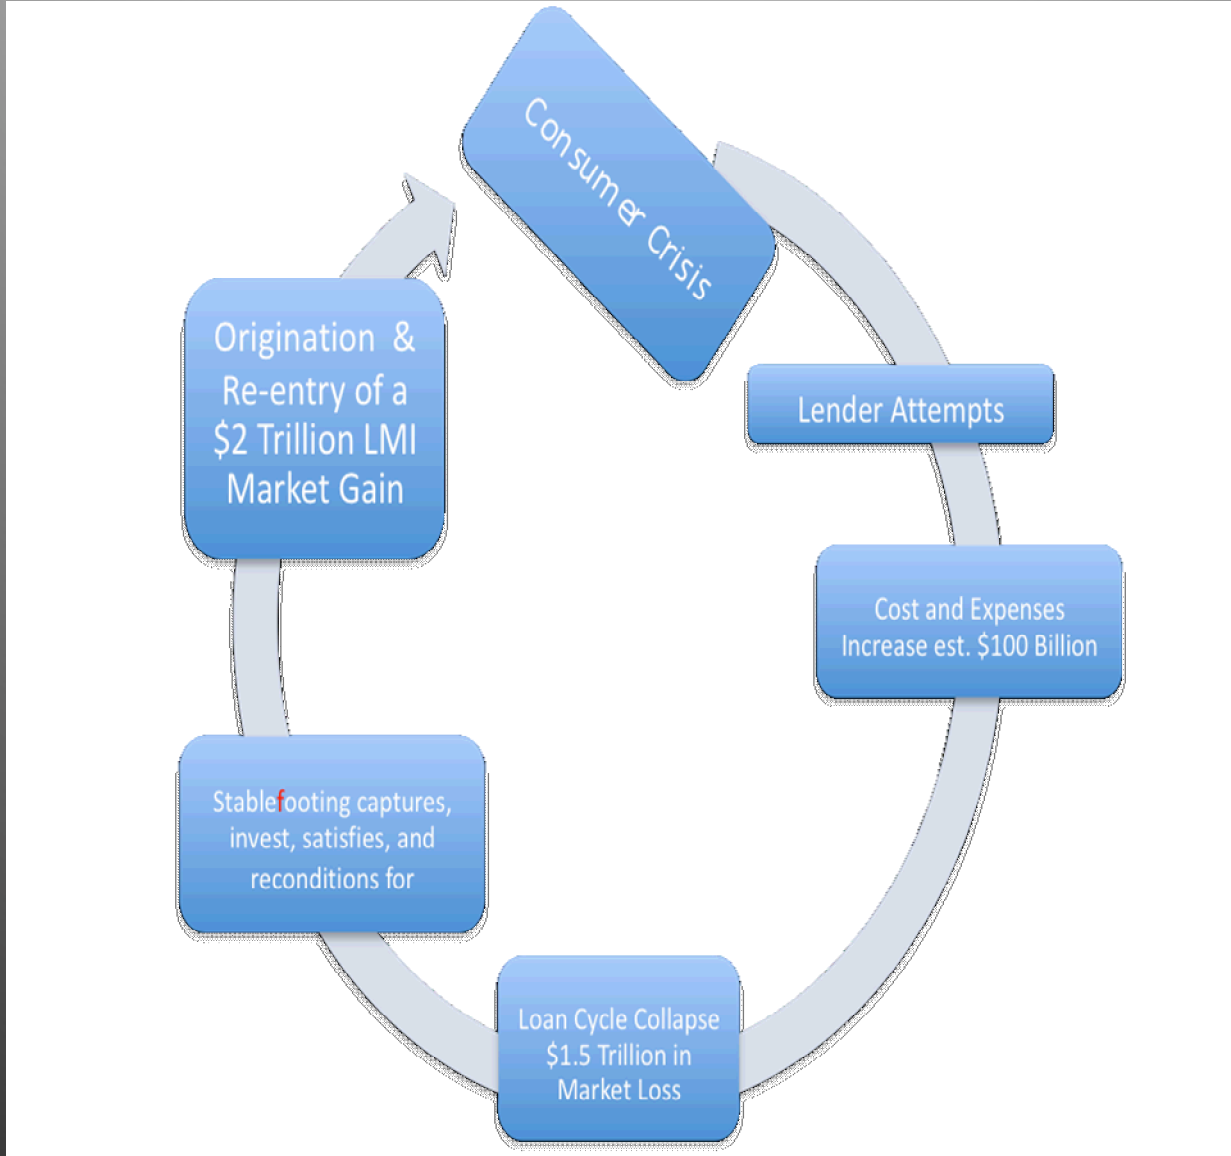 Consumer Crisis
Lender Attempts
Cost and Expenses
Increase est. $100 Billion
Loan Cycle Collapse
$1.5 Trillion in
Market Loss
Stablefooting captures,
invest, satisfies, and
reconditions for
Origination &
Re-entry of a
$2 Trillion LMI
Market Gain